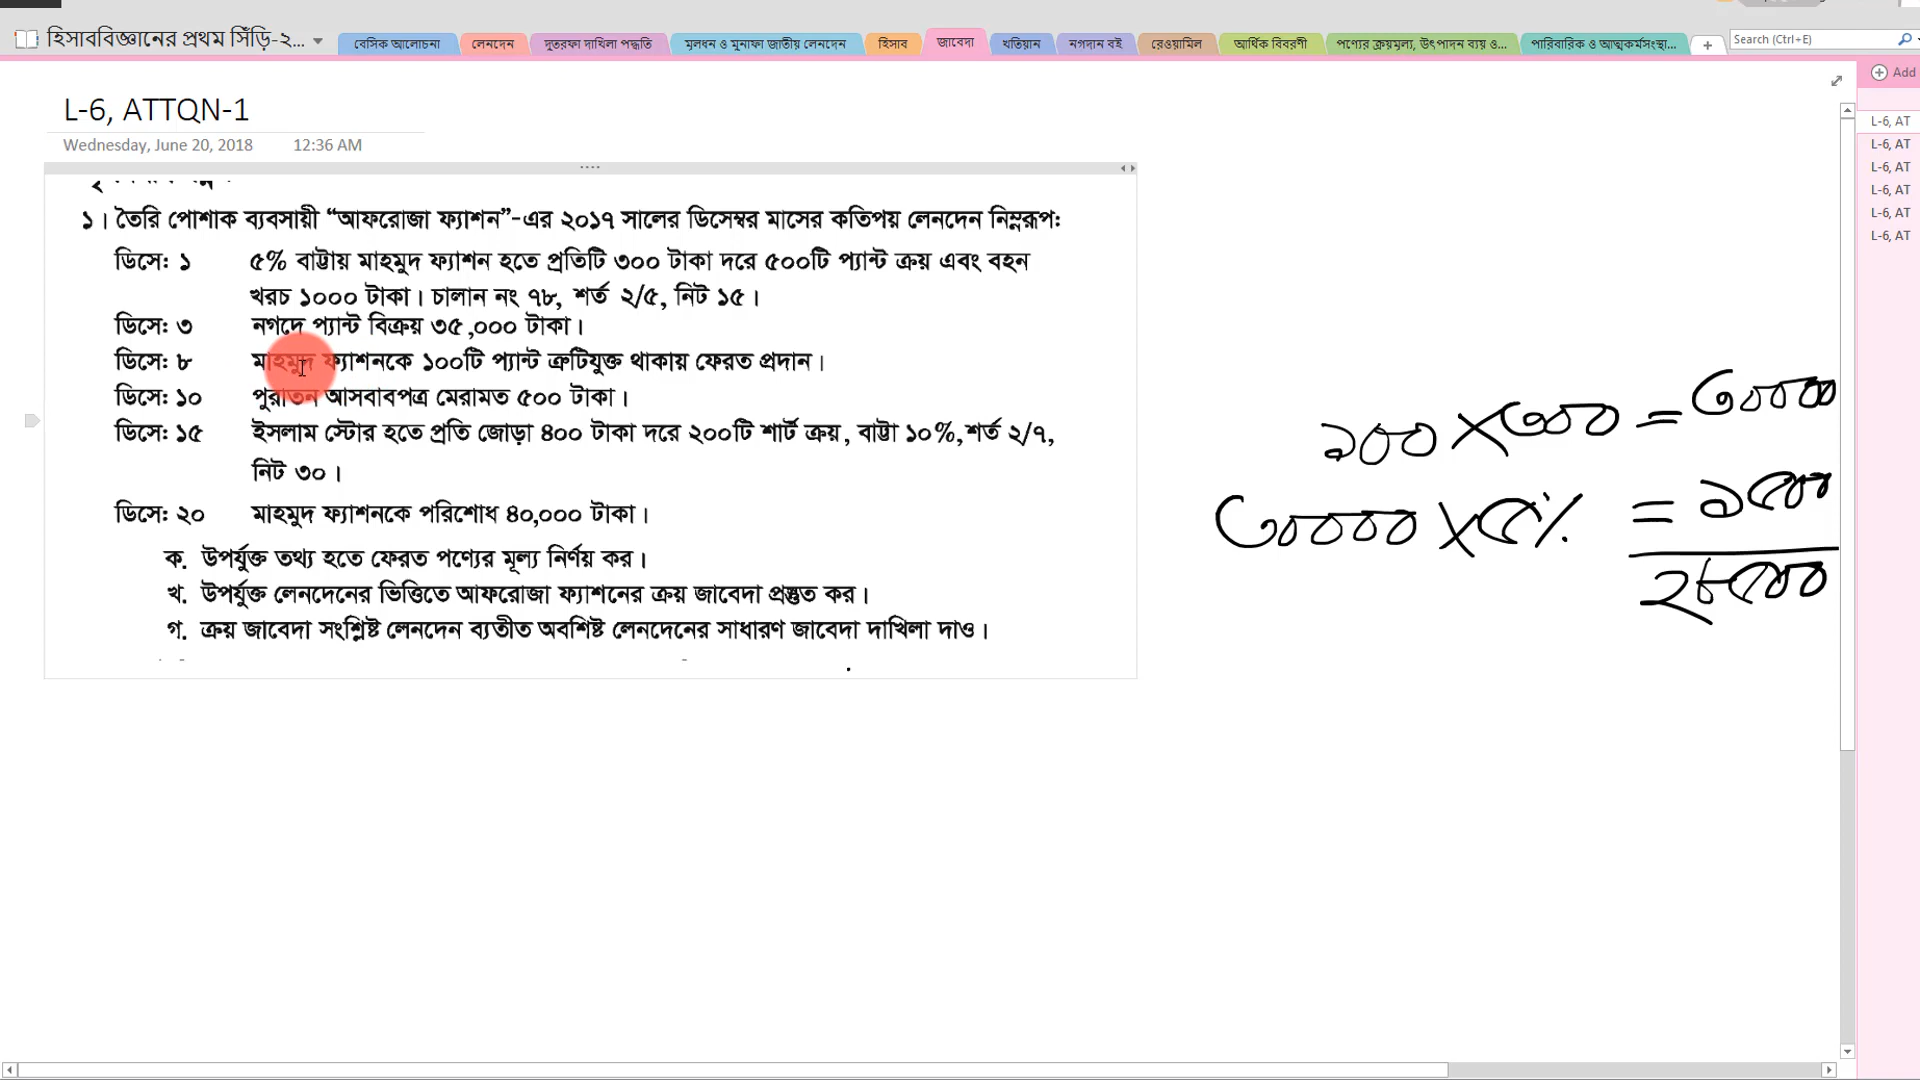 হিসাববিজ্ঞানের প্রথম সিঁড়ি-২...
বেসিক আলোচনা
লেনদেন
দুতরফা দাখিলা পদ্ধতি
মূলধন ও মুনাফা জাতীয় লেনদেন
হিসাব
জাবেদা
খতিয়ান
নগদান বই
রেওয়ামিল
আর্থিক বিবরণী
পণ্যের ক্রয়মূল্য, উৎপাদন ব্যয় ও...
পারিবারিক ও আত্মকর্মসংস্থা...
Search (Ctrl+E)
Add
L-6, ATTQN-1
Wednesday, June 20, 2018 12:36 AM
১। তৈরি পোশাক ব্যবসায়ী “আফরোজা ফ্যাশন”-এর ২০১৭ সালের ডিসেম্বর মাসের কতিপয় লেনদেন নিম্নরূপ:
ডিসে: ১ ৫% বাট্টায় মাহমুদ ফ্যাশন হতে প্রতিটি ৩০০ টাকা দরে ৫০০টি প্যান্ট ক্রয় এবং বহন
খরচ ১০০০ টাকা। চালান নং ৭৮, শর্ত ২/৫, নিট ১৫।
ডিসে: ৩ নগদে প্যান্ট বিক্রয় ৩৫,০০০ টাকা।
ডিসে: ৮ মাহমুদ ফ্যাশনকে ১০০টি প্যান্ট ত্রুটিযুক্ত থাকায় ফেরত প্রদান।
ডিসে: ১০ পুরাতন আসবাবপত্র মেরামত ৫০০ টাকা।
ডিসে: ১৫ ইসলাম স্টোর হতে প্রতি জোড়া ৪০০ টাকা দরে ২০০টি শার্ট ক্রয়, বাট্টা ১০%, শর্ত ২/৭,
নিট ৩০।
ডিসে: ২০ মাহমুদ ফ্যাশনকে পরিশোধ ৪০,০০০ টাকা।
ক. উপর্যুক্ত তথ্য হতে ফেরত পণ্যের মূল্য নির্ণয় কর।
খ. উপর্যুক্ত লেনদেনের ভিত্তিতে আফরোজা ফ্যাশনের ক্রয় জাবেদা প্রস্তুত কর।
গ. ক্রয় জাবেদা সংশ্লিষ্ট লেনদেন ব্যতীত অবশিষ্ট লেনদেনের সাধারণ জাবেদা দাখিলা দাও।
১০০ × ৩০০ = ৩০০০০
৩০০০০ × ৫% = ১৫০০
২৮৫০০
L-6, AT
L-6, AT
L-6, AT
L-6, AT
L-6, AT
L-6, AT